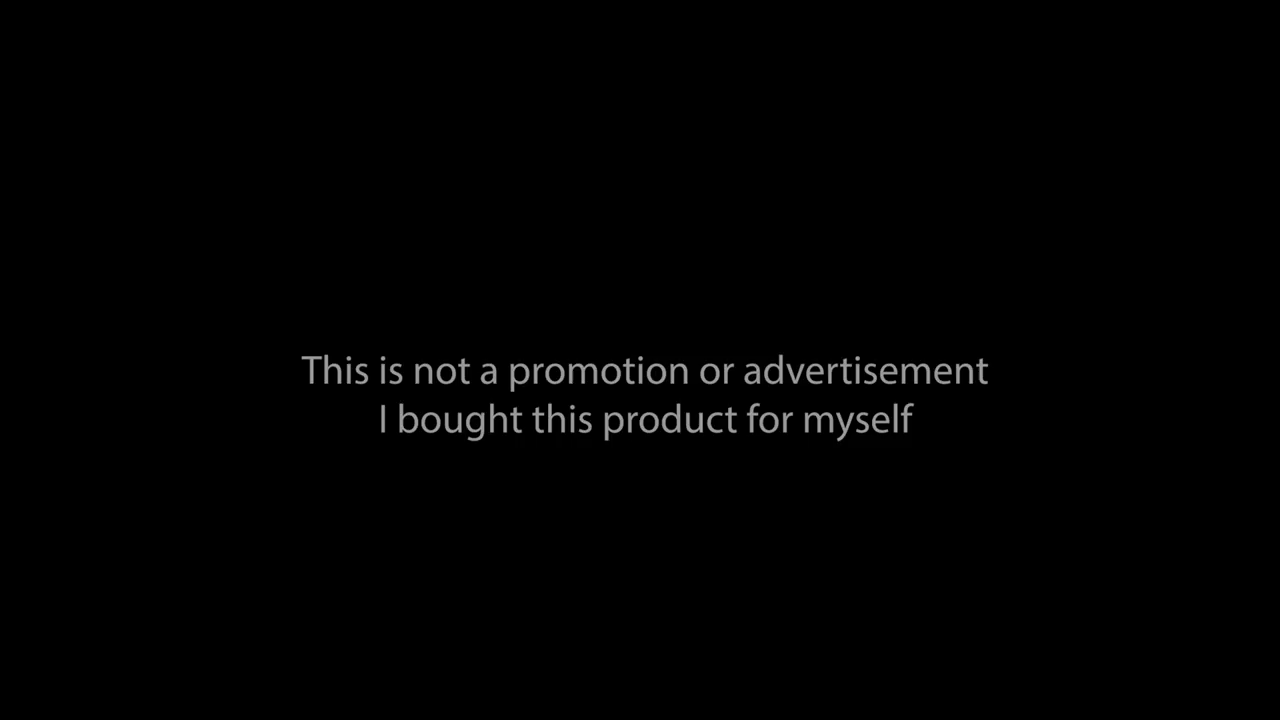 This is not a promotion or advertisement
I bought this product for myself